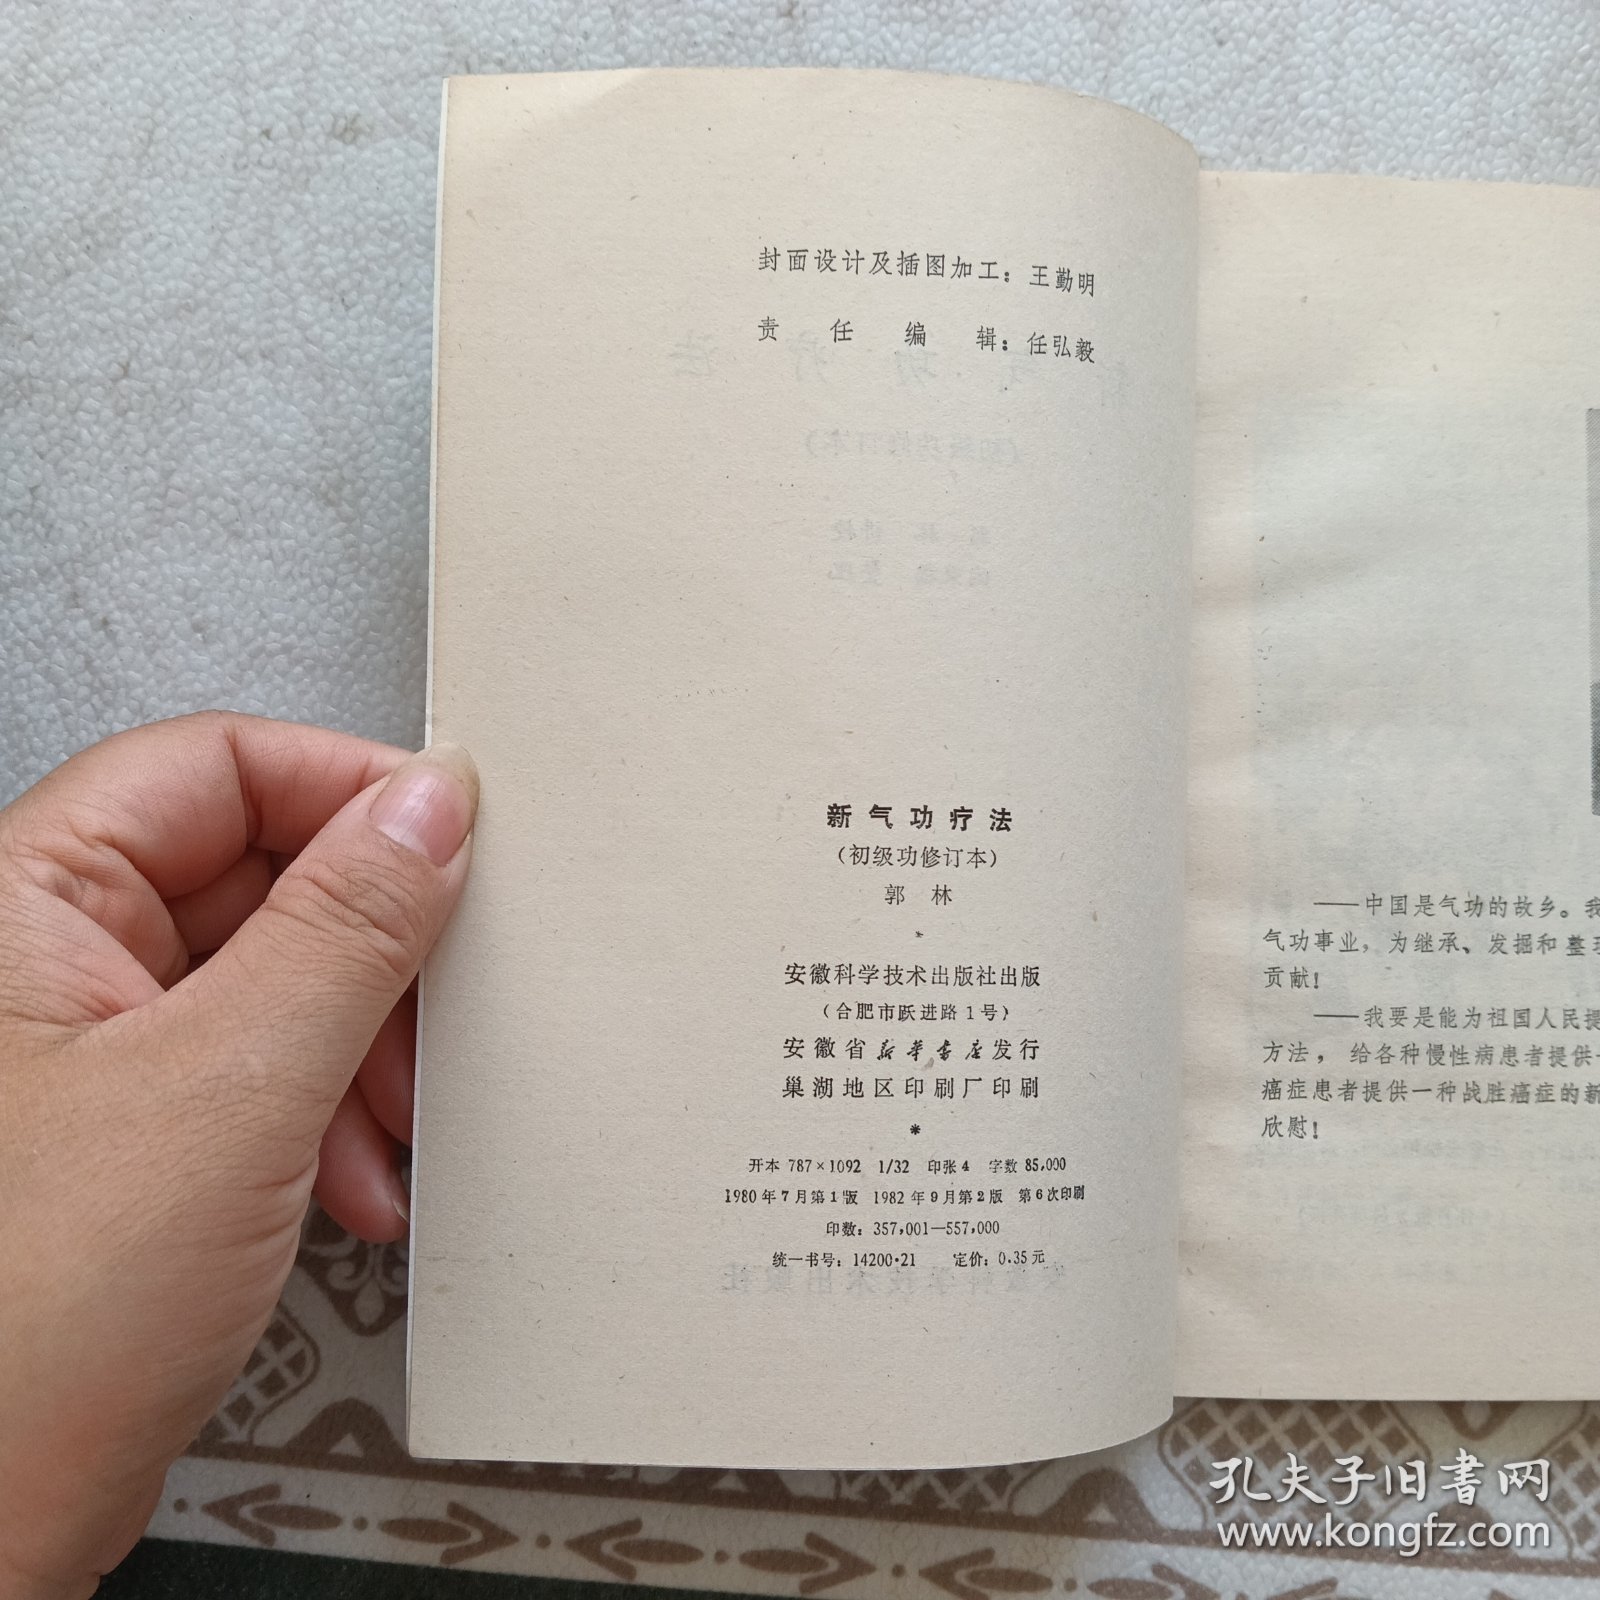 封面设计及插图加工：王勤明
责任编辑：任弘毅
新气功疗法
（初级功修订本）
郭林
*
安徽科学技术出版社出版
（合肥市跃进路1号）
安徽省新华书店发行
巢湖地区印刷厂印刷
*
开本 787×1092 1/32 印张 4 字数 85,000
1980年7月第1版 1982年9月第2版 第6次印刷
印数：357,001—557,000
统一书号：14200·21 定价：0.35元
——中国是气功的故乡。我
气功事业，为继承、发掘和整理
贡献！
——我要是能为祖国人民提
方法，给各种慢性病患者提供
癌症患者提供一种战胜癌症的新
欣慰！
孔夫子旧书网
www.kongfz.com